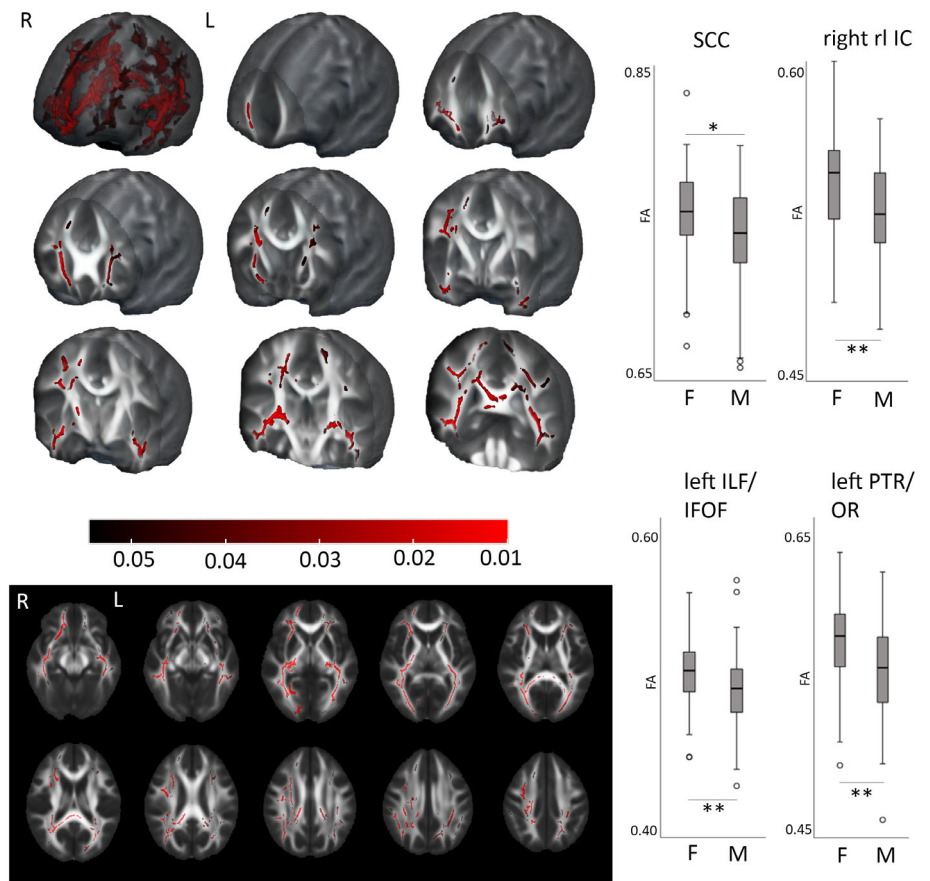 R
L
SCC
0.85
FA
*
0.65
F
M
right rl IC
0.60
FA
**
0.45
F
M
0.05
0.04
0.03
0.02
0.01
R
L
left ILF/
IFOF
0.60
FA
**
0.40
F
M
left PTR/
OR
0.65
FA
**
0.45
F
M